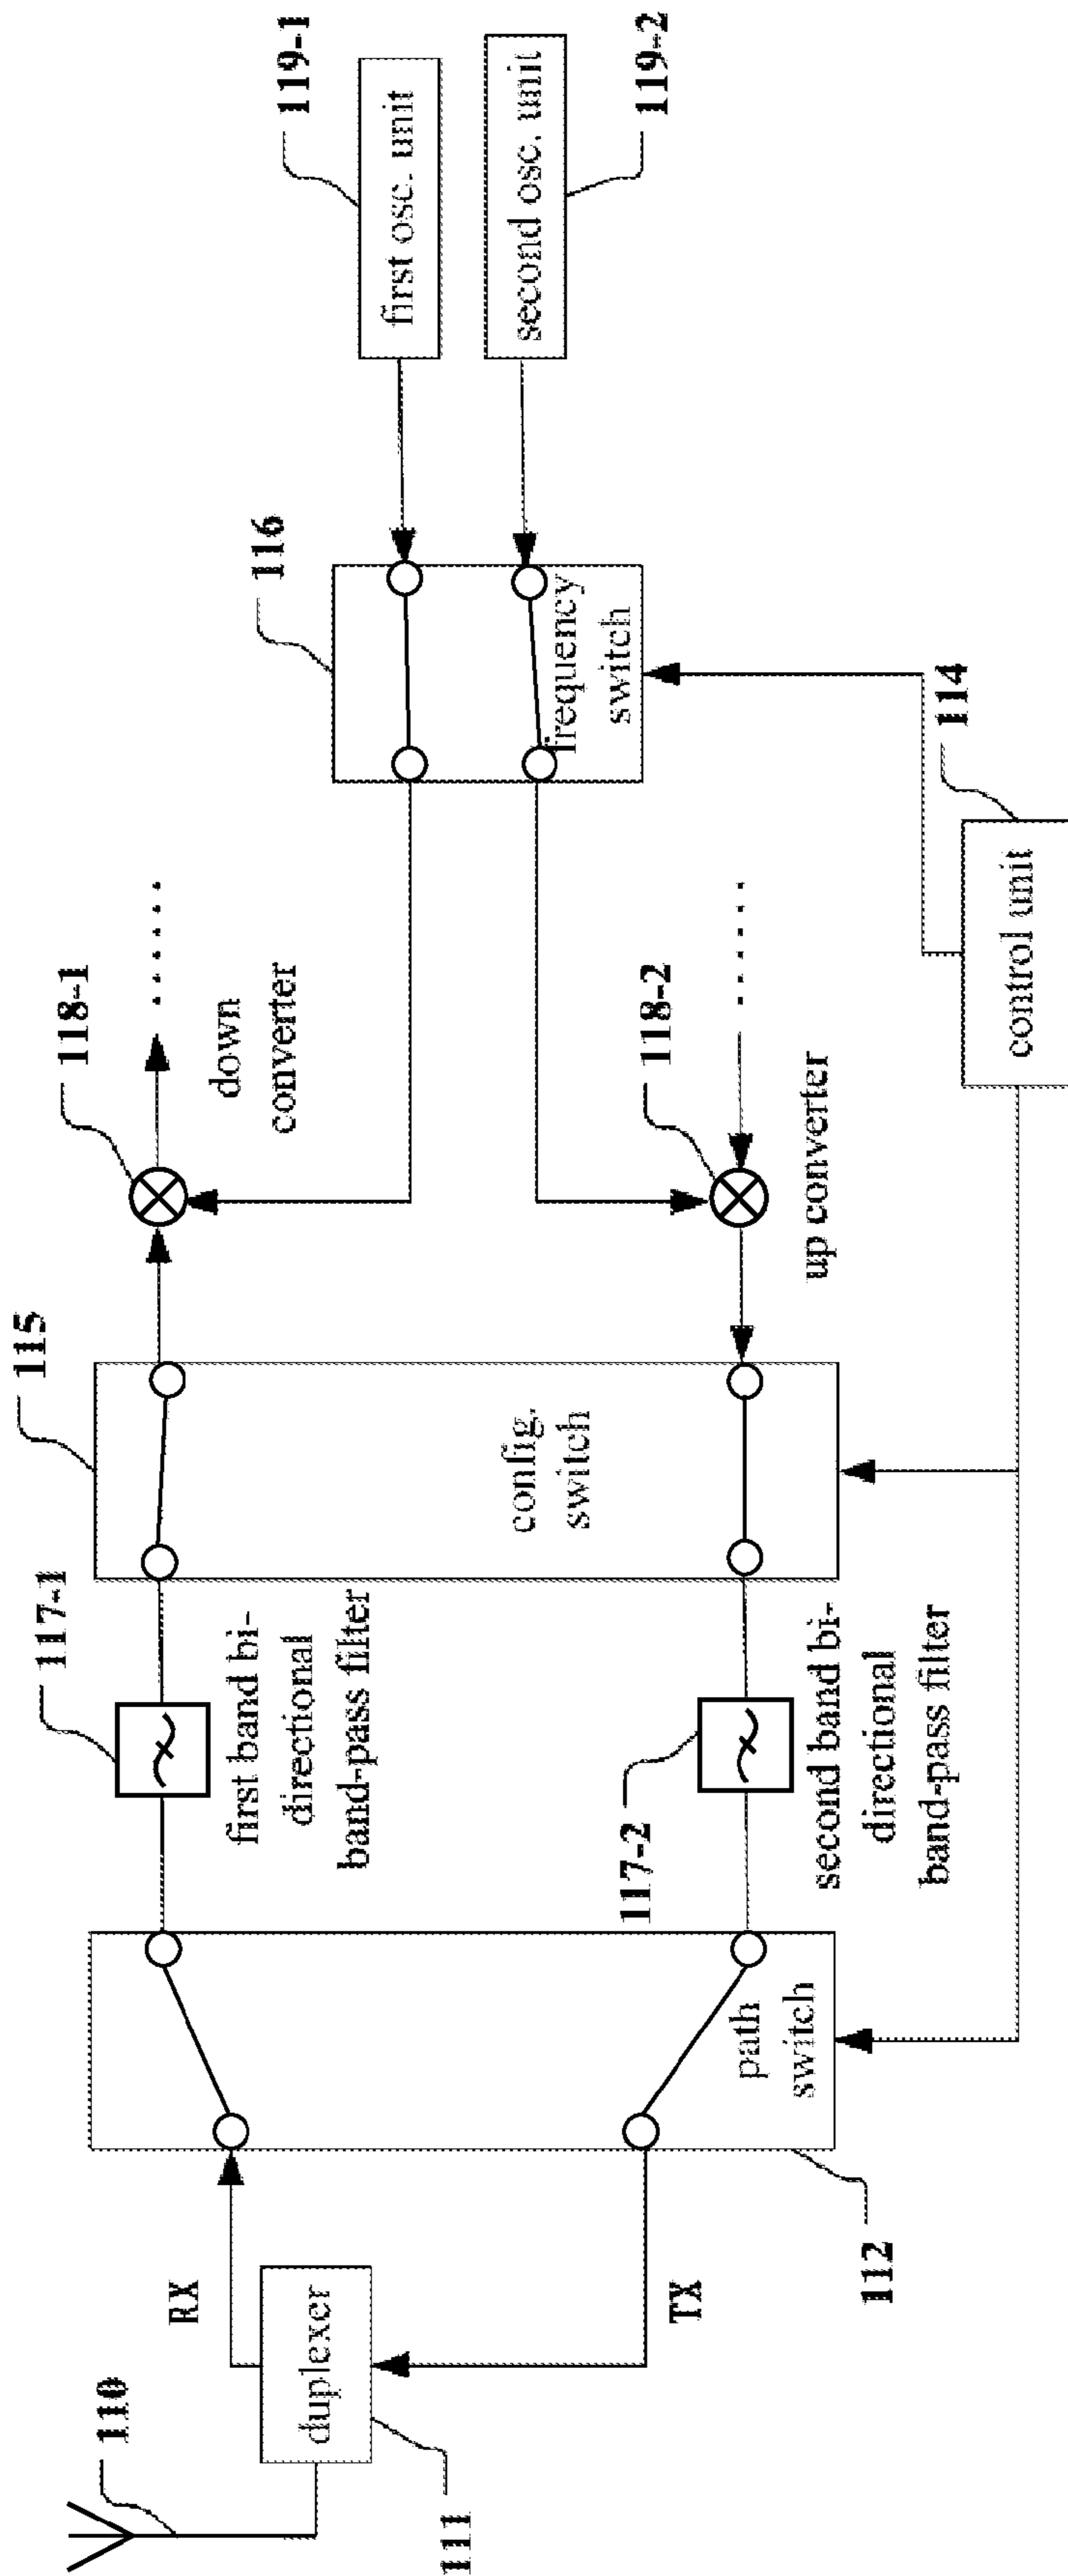 110
111
duplexer
RX
TX
112
path
switch
117-1
first band bi-
directional
band-pass filter
117-2
second band bi-
directional
band-pass filter
115
config.
switch
118-1
down
converter
118-2
up converter
116
frequency
switch
114
control unit
119-1
first osc. unit
119-2
second osc. unit